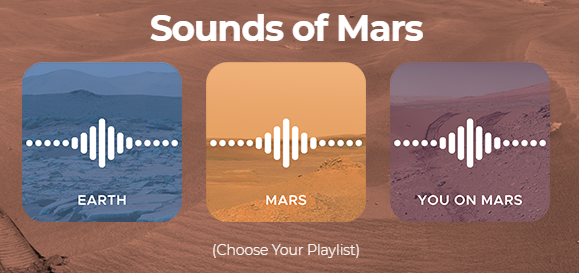 Sounds of Mars
EARTH
MARS
YOU ON MARS
(Choose Your Playlist)